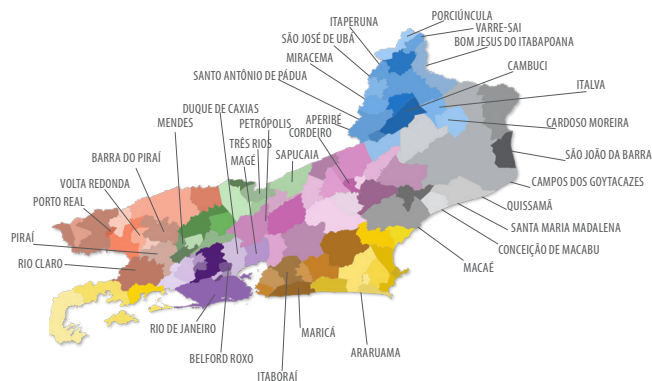 PORCIÚNCULA
ITAPERUNA
VARRE-SAI
SÃO JOSÉ DE UBÁ
BOM JESUS DO ITABAPOANA
MIRACEMA
CAMBUCI
SANTO ANTÔNIO DE PÁDUA
ITALVA
DUQUE DE CAXIAS
APERIBÉ
CARDOSO MOREIRA
MENDES
PETRÓPOLIS
CORDEIRO
TRÊS RIOS
SAPUCAIA
SÃO JOÃO DA BARRA
BARRA DO PIRAÍ
MAGÉ
VOLTA REDONDA
CAMPOS DOS GOYTACAZES
PORTO REAL
QUISSAMÃ
SANTA MARIA MADALENA
PIRAÍ
CONCEIÇÃO DE MACABU
RIO CLARO
MACAÉ
RIO DE JANEIRO
MARICÁ
BELFORD ROXO
ARARUAMA
ITABORAÍ